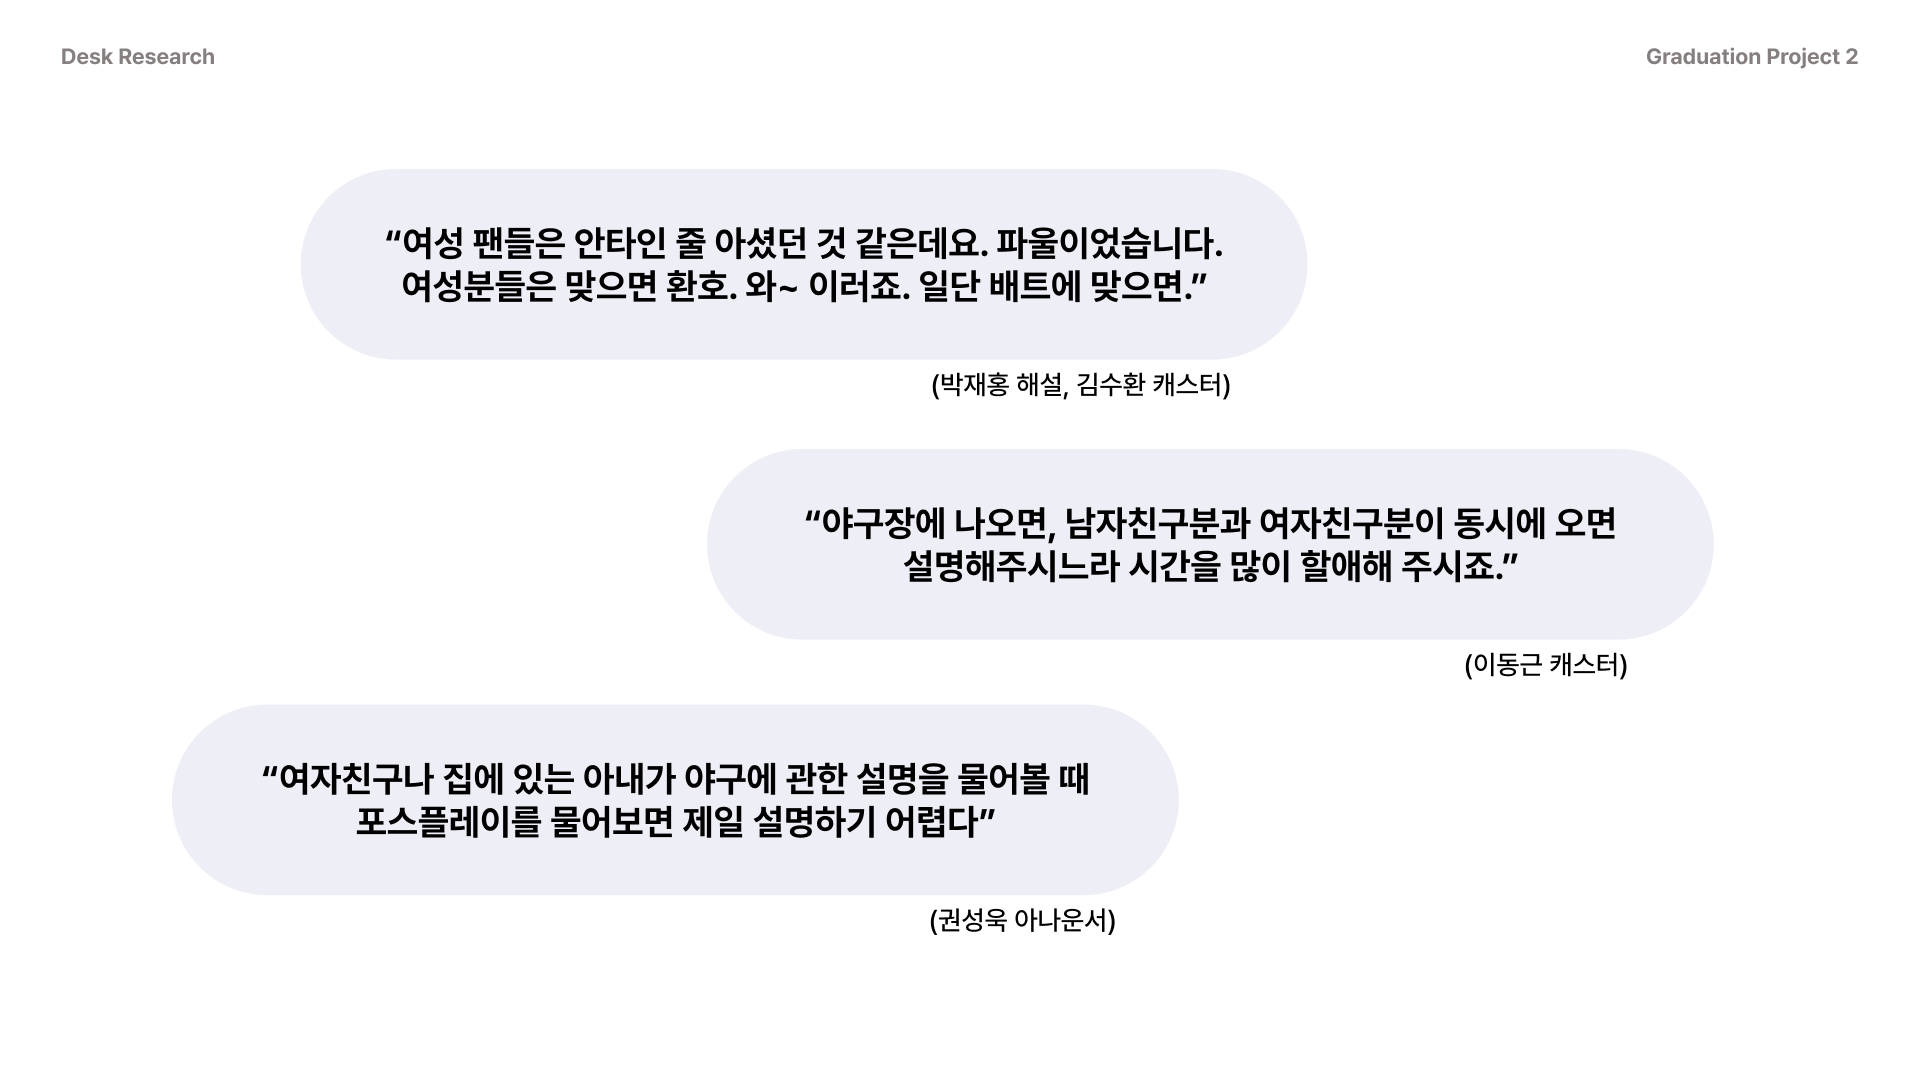 Desk Research
Graduation Project 2
“여성 팬들은 안타인 줄 아셨던 것 같은데요. 파울이었습니다.
여성분들은 맞으면 환호. 와~ 이러죠. 일단 배트에 맞으면.”
(박재홍 해설, 김수환 캐스터)
“야구장에 나오면, 남자친구분과 여자친구분이 동시에 오면
설명해주시느라 시간을 많이 할애해 주시죠.”
(이동근 캐스터)
“여자친구나 집에 있는 아내가 야구에 관한 설명을 물어볼 때
포스플레이를 물어보면 제일 설명하기 어렵다”
(권성욱 아나운서)